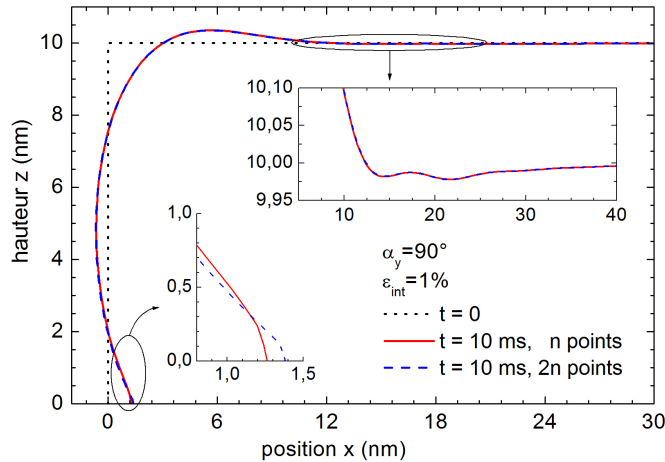 hauteur z (nm)
10
8
6
4
2
0
10,10
10,05
10,00
9,95
10 20 30 40
1,0
0,5
0,0
1,0 1,5
α_y=90°
ε_int=1%
t = 0
t = 10 ms, n points
t = 10 ms, 2n points
0 6 12 18 24 30
position x (nm)